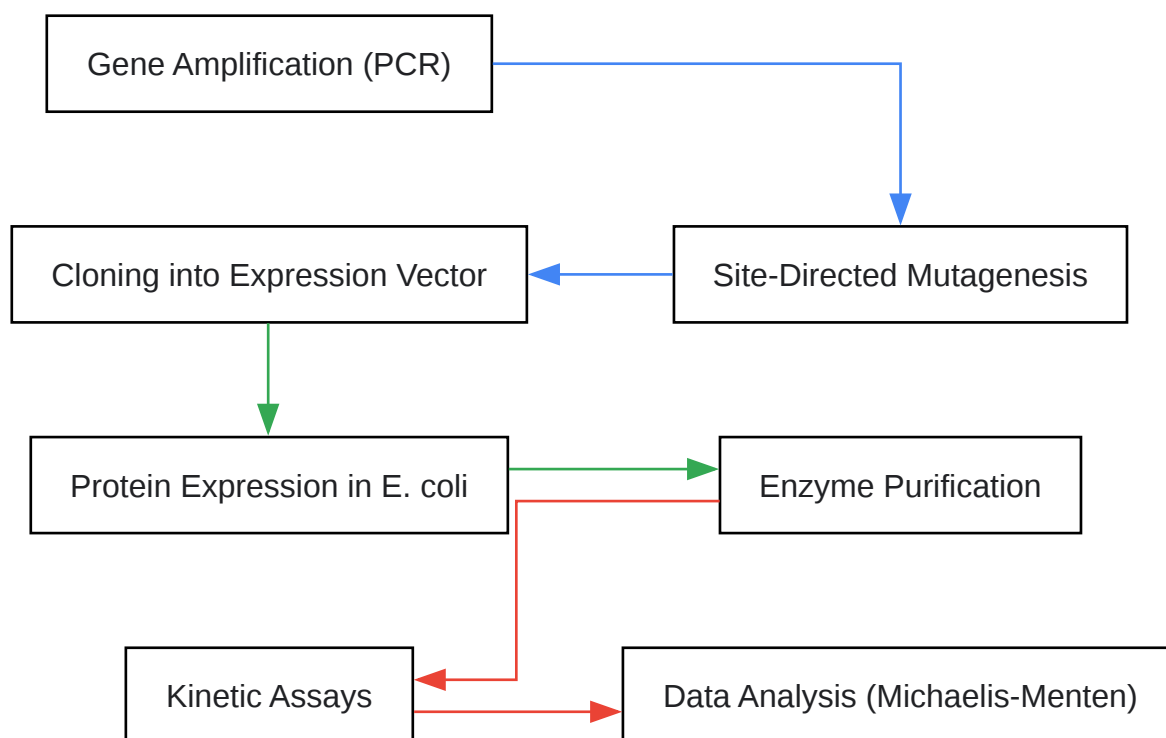 Gene Amplification (PCR)
Cloning into Expression Vector
Site-Directed Mutagenesis
Protein Expression in E. coli
Enzyme Purification
Kinetic Assays
Data Analysis (Michaelis-Menten)